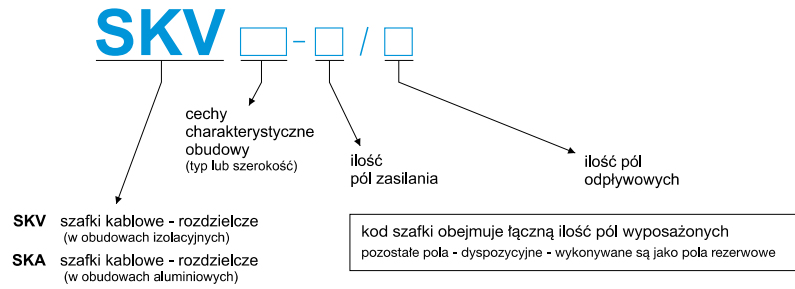 SKV - /
cechy
charakterystyczne
obudowy
(typ lub szerokość)
ilość
pól zasilania
ilość pól
odpływowych
SKV szafki kablowe - rozdzielcze
(w obudowach izolacyjnych)
SKA szafki kablowe - rozdzielcze
(w obudowach aluminiowych)
kod szafki obejmuje łączną ilość pól wyposażonych
pozostałe pola - dyspozycyjne - wykonywane są jako pola rezerwowe